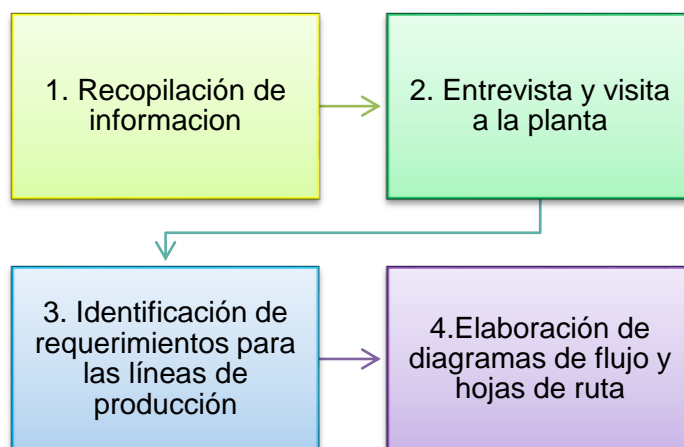 1. Recopilación de
informacion
2. Entrevista y visita
a la planta
3. Identificación de
requerimientos para
las líneas de
producción
4.Elaboración de
diagramas de flujo y
hojas de ruta